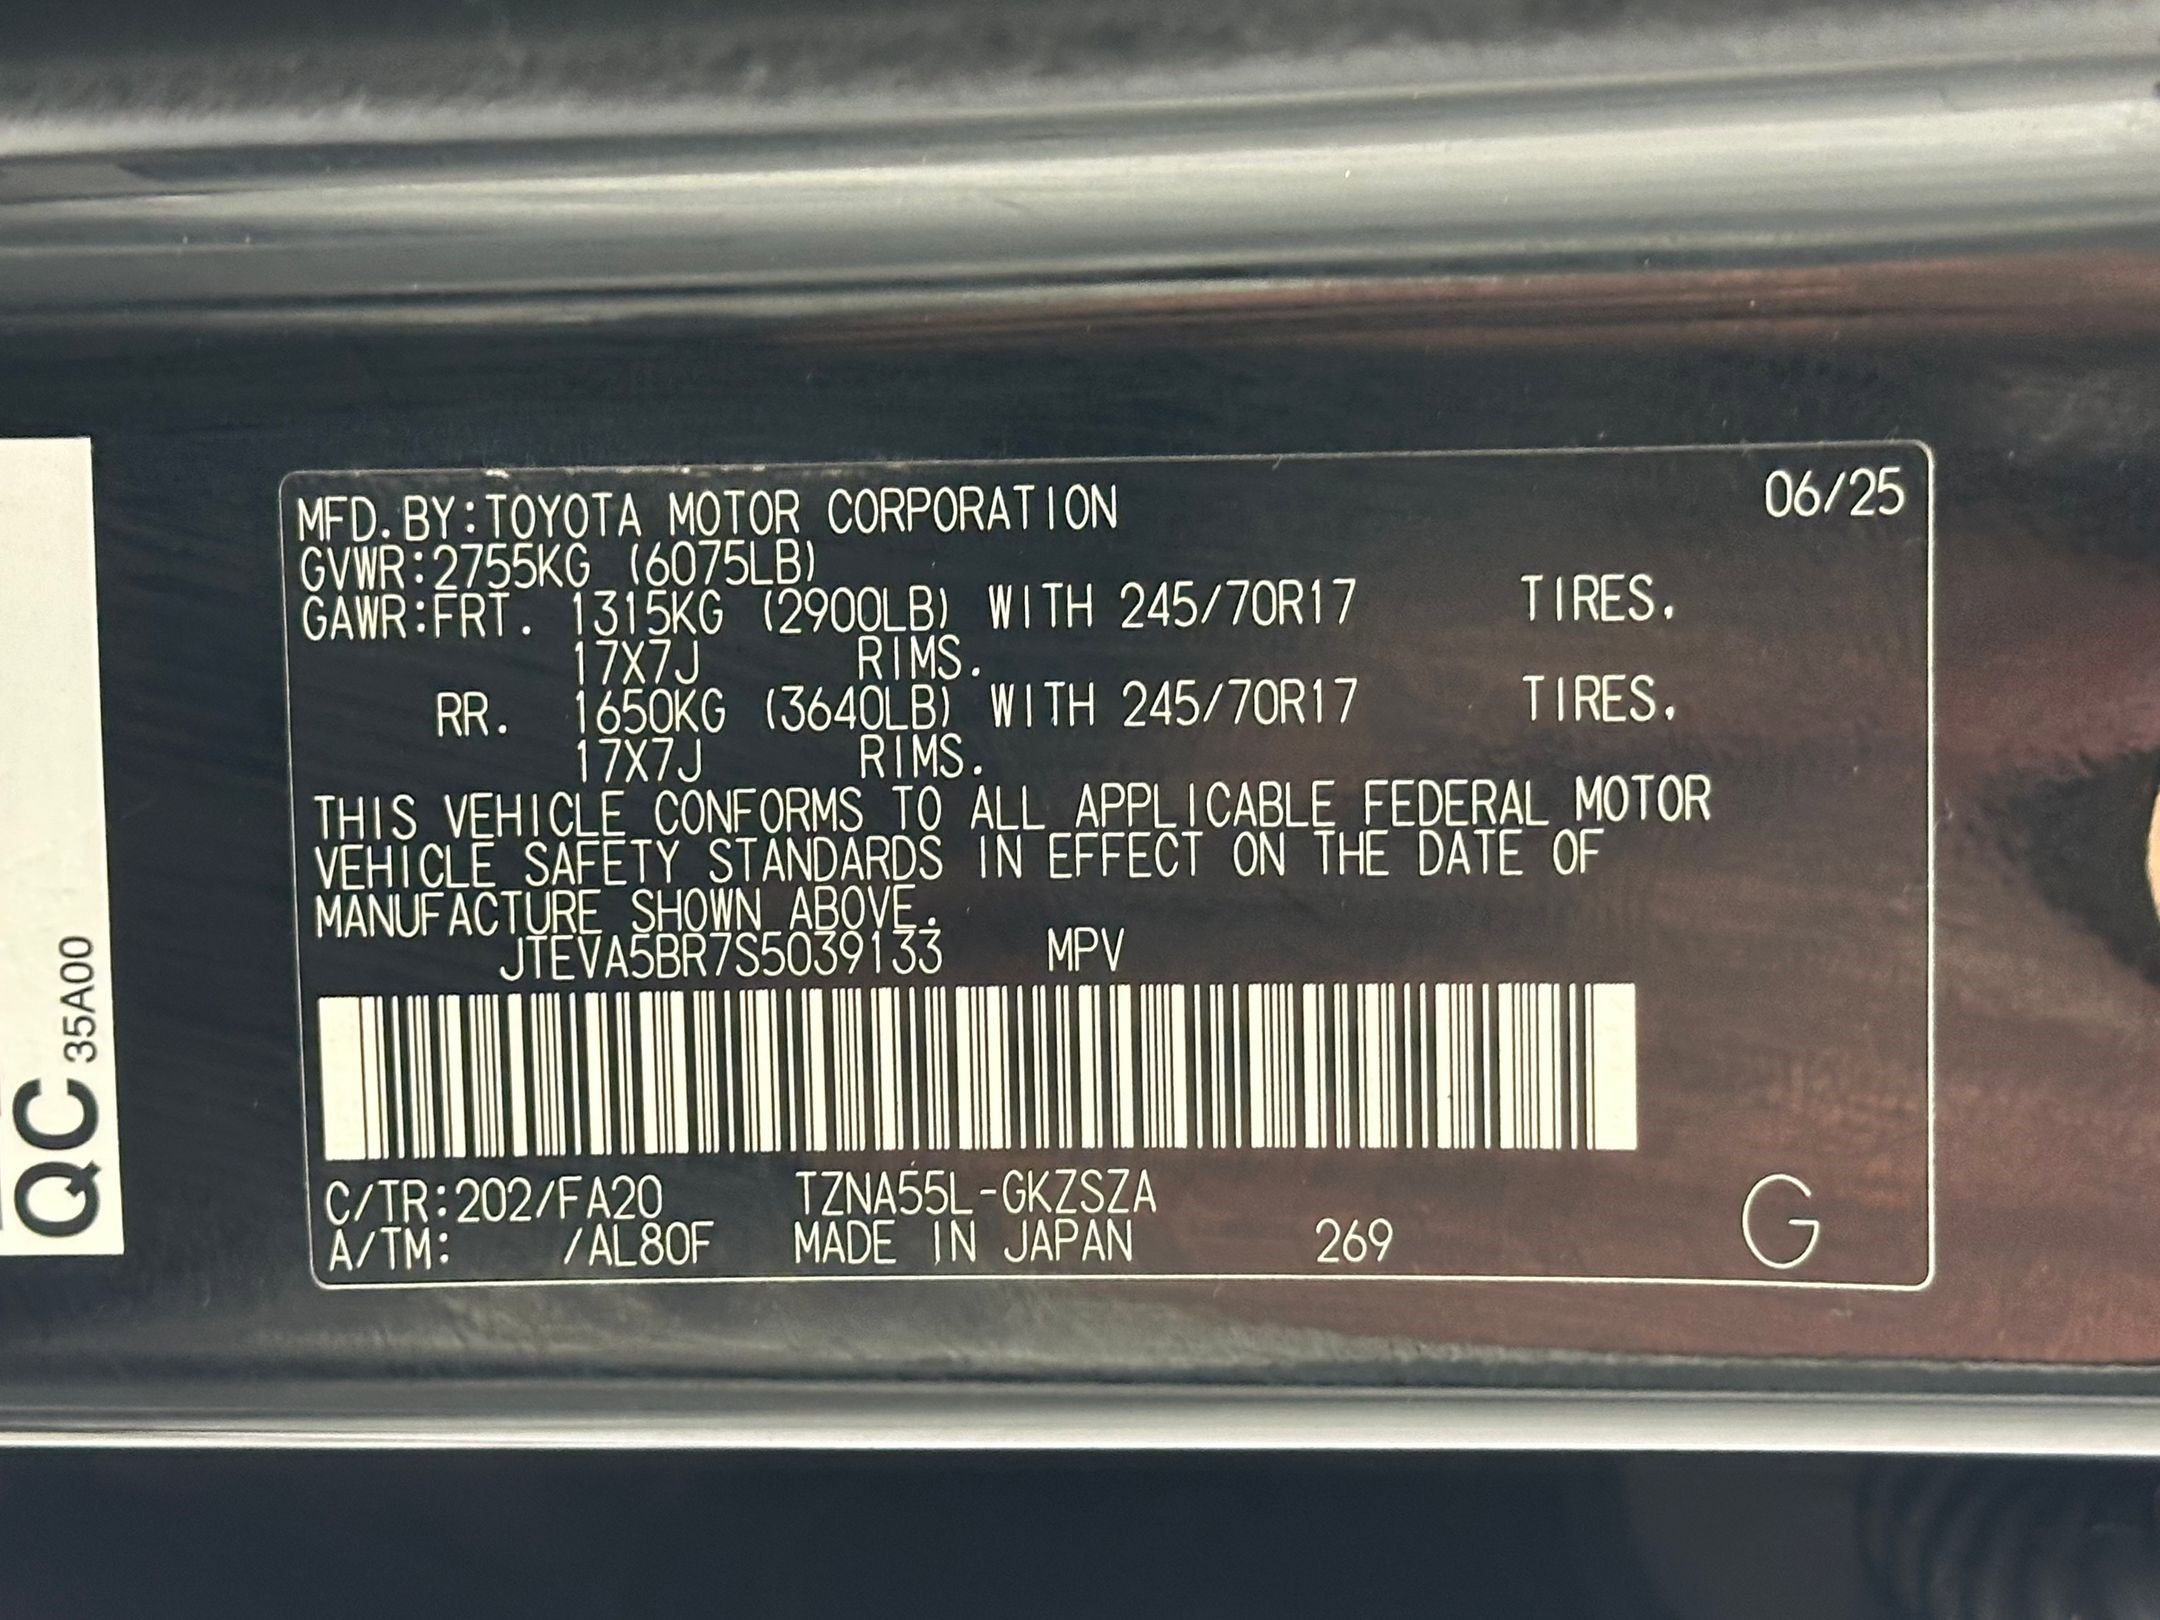 MFD.BY:TOYOTA MOTOR CORPORATION 06/25
GVWR:2755KG (6075LB)
GAWR:FRT. 1315KG (2900LB) WITH 245/70R17 TIRES.
17X7J RIMS.
RR. 1650KG (3640LB) WITH 245/70R17 TIRES.
17X7J RIMS.
THIS VEHICLE CONFORMS TO ALL APPLICABLE FEDERAL MOTOR
VEHICLE SAFETY STANDARDS IN EFFECT ON THE DATE OF
MANUFACTURE SHOWN ABOVE.
JTEVA5BR7S5039133 MPV
C/TR:202/FA20 TZNA55L-GKZSZA
A/TM: /AL80F MADE IN JAPAN 269 G
QC 35A00